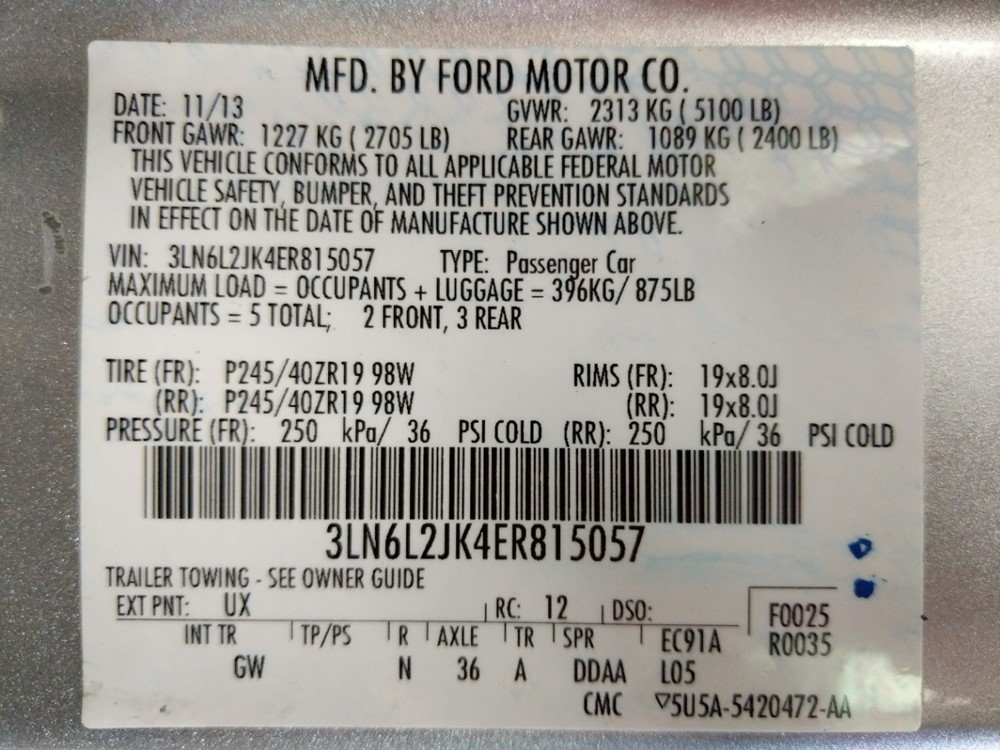 MFD. BY FORD MOTOR CO.
DATE: 11/13 GVWR: 2313 KG ( 5100 LB)
FRONT GAWR: 1227 KG ( 2705 LB) REAR GAWR: 1089 KG ( 2400 LB)
THIS VEHICLE CONFORMS TO ALL APPLICABLE FEDERAL MOTOR
VEHICLE SAFETY, BUMPER, AND THEFT PREVENTION STANDARDS
IN EFFECT ON THE DATE OF MANUFACTURE SHOWN ABOVE.
VIN: 3LN6L2JK4ER815057 TYPE: Passenger Car
MAXIMUM LOAD = OCCUPANTS + LUGGAGE = 396KG/ 875LB
OCCUPANTS = 5 TOTAL; 2 FRONT, 3 REAR
TIRE (FR): P245/40ZR19 98W RIMS (FR): 19x8.0J
(RR): P245/40ZR19 98W (RR): 19x8.0J
PRESSURE (FR): 250 kPa/ 36 PSI COLD (RR): 250 kPa/ 36 PSI COLD
3LN6L2JK4ER815057
TRAILER TOWING - SEE OWNER GUIDE
EXT PNT: UX RC: 12 DSO: F0025
INT TR TP/PS R AXLE TR SPR EC91A R0035
GW N 36 A DDAA L05
CMC ▽5U5A-5420472-AA